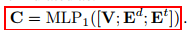 C = MLP₁([V; Eᵈ; Eᵗ]).